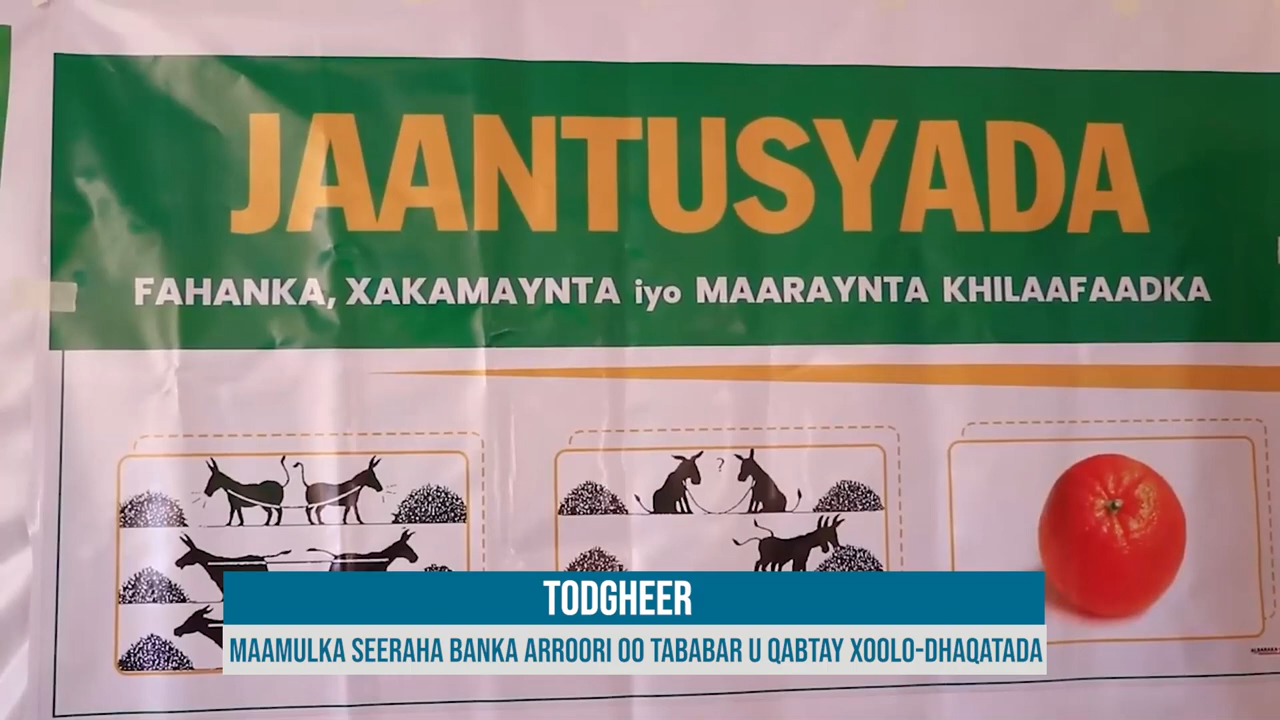 JAANTUSYADA
FAHANKA, XAKAMAYNTA iyo MAARAYNTA KHILAAFAADKA
?
TODGHEER
MAAMULKA SEERAHA BANKA ARROORI OO TABABAR U QABTAY XOOLO-DHAQATADA